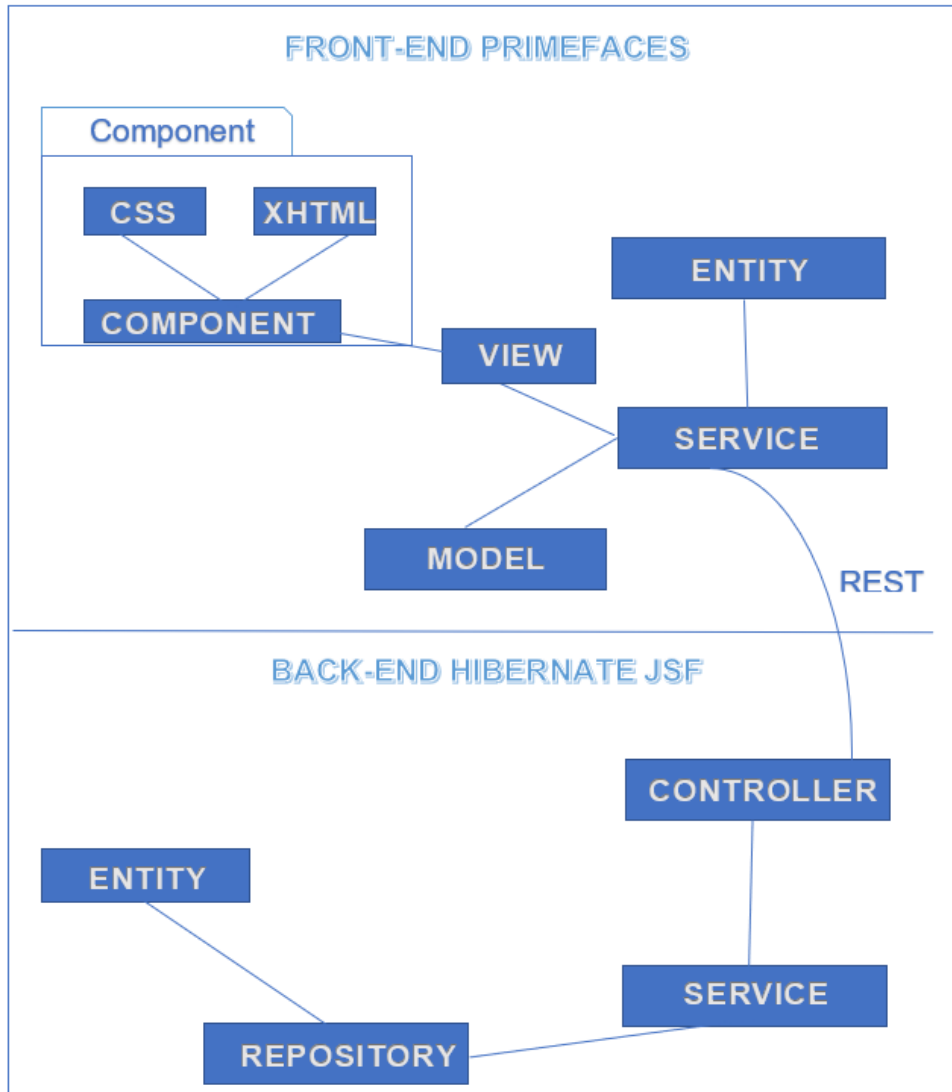 FRONT-END PRIMEFACES
Component
CSS
XHTML
COMPONENT
ENTITY
VIEW
SERVICE
MODEL
REST
BACK-END HIBERNATE JSF
CONTROLLER
ENTITY
SERVICE
REPOSITORY